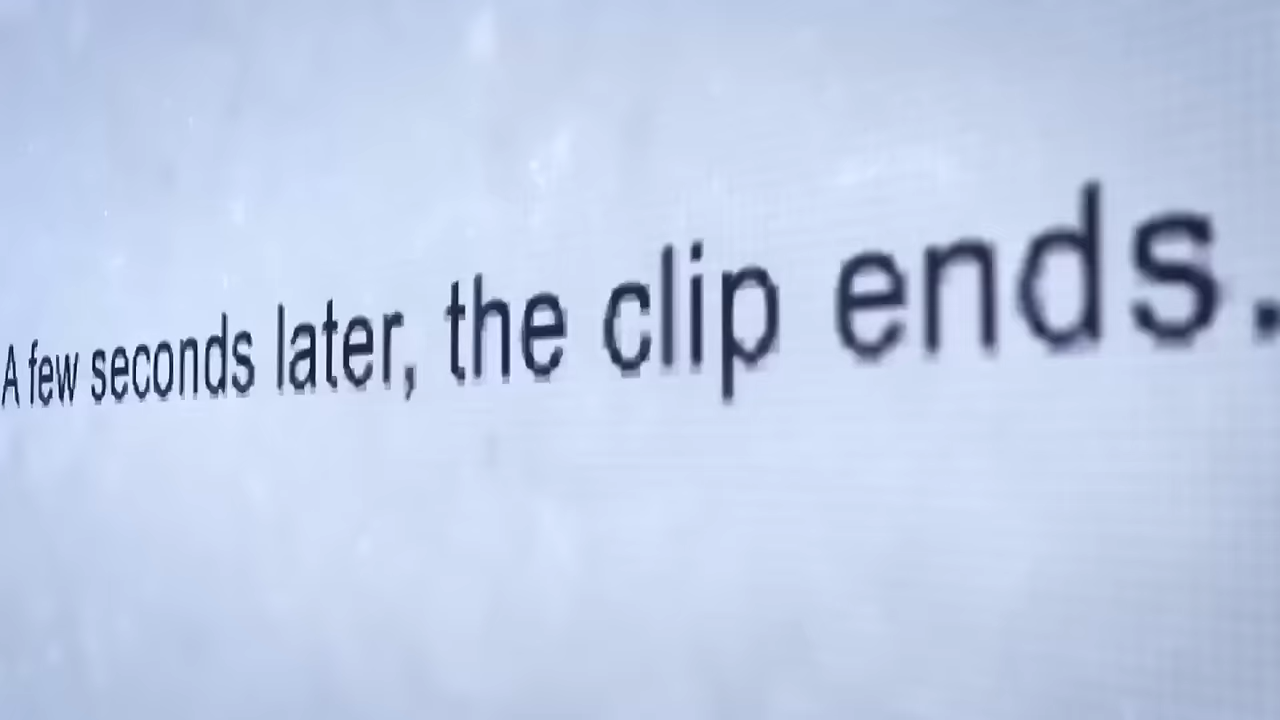 A few seconds later, the clip ends.